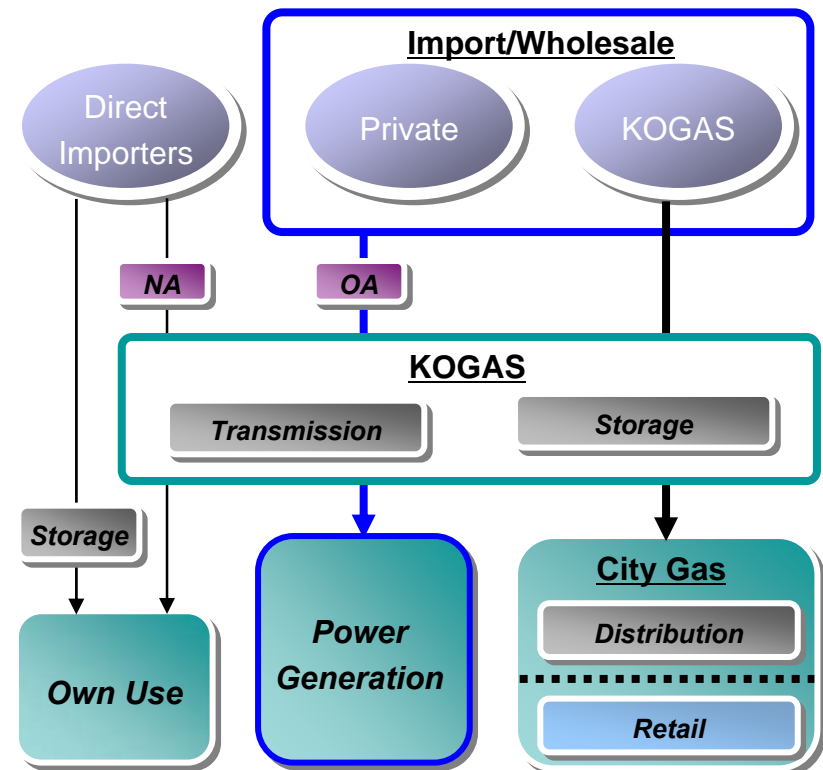 Import/Wholesale
Direct
Importers
Private
KOGAS
NA
OA
KOGAS
Transmission
Storage
Storage
Own Use
Power
Generation
City Gas
Distribution
Retail